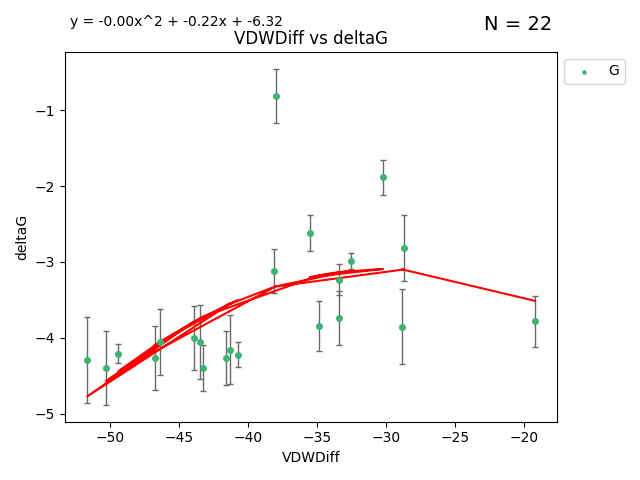 y = -0.00x^2 + -0.22x + -6.32
N = 22
VDWDiff vs deltaG
G
deltaG
−1
−2
−3
−4
−5
−50
−45
−40
−35
−30
−25
−20
VDWDiff